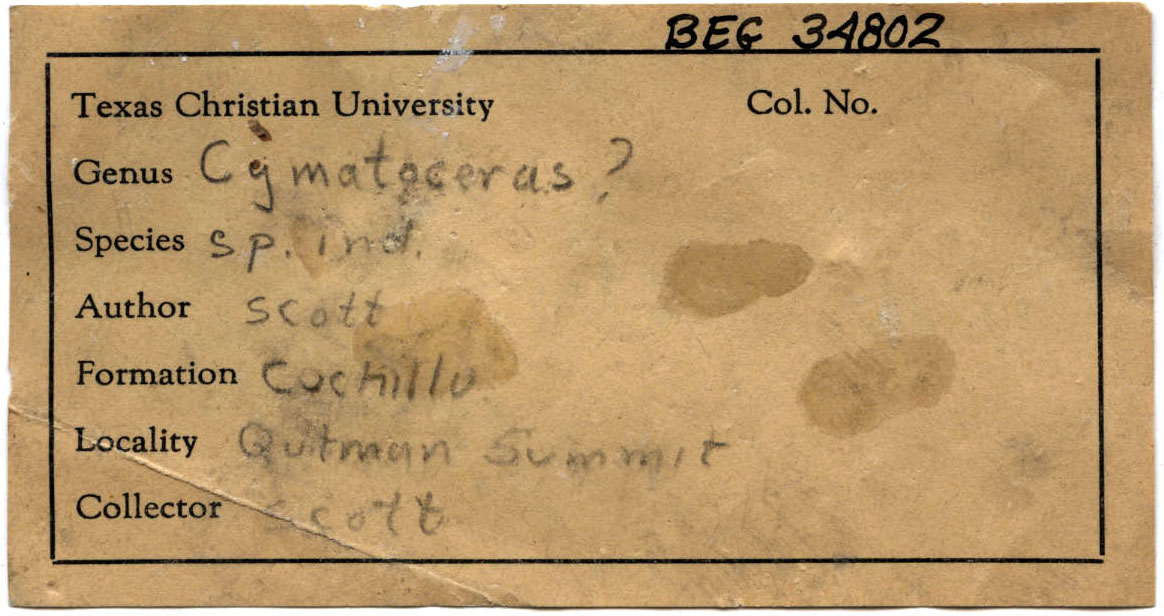 BEG 34802
Texas Christian University Col. No.
Genus Cymatoceras?
Species sp. ind.
Author Scott
Formation Cuchillo
Locality Qutman Summit
Collector Scott